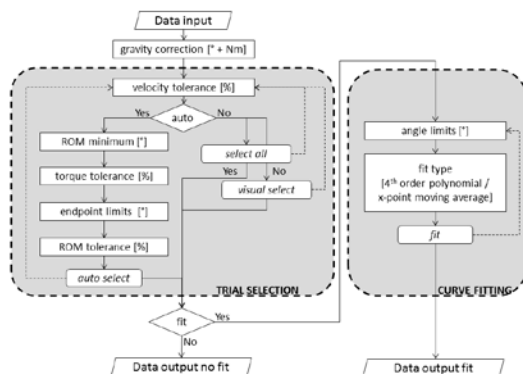 Data input
gravity correction [° + Nm]
velocity tolerance [%]
Yes
auto
No
ROM minimum [°]
torque tolerance [%]
endpoint limits [°]
ROM tolerance [%]
auto select
select all
Yes
No
visual select
TRIAL SELECTION
fit
Yes
No
Data output no fit
angle limits [°]
fit type
[4th order polynomial /
x-point moving average]
fit
CURVE FITTING
Data output fit